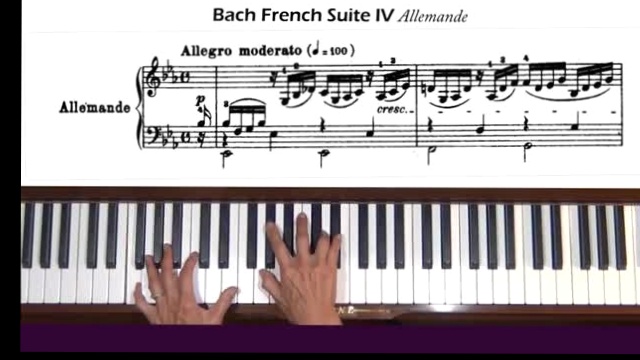 Bach French Suite IV Allemande
Allegro moderato (♩=100)
Allemande
p
cresc.